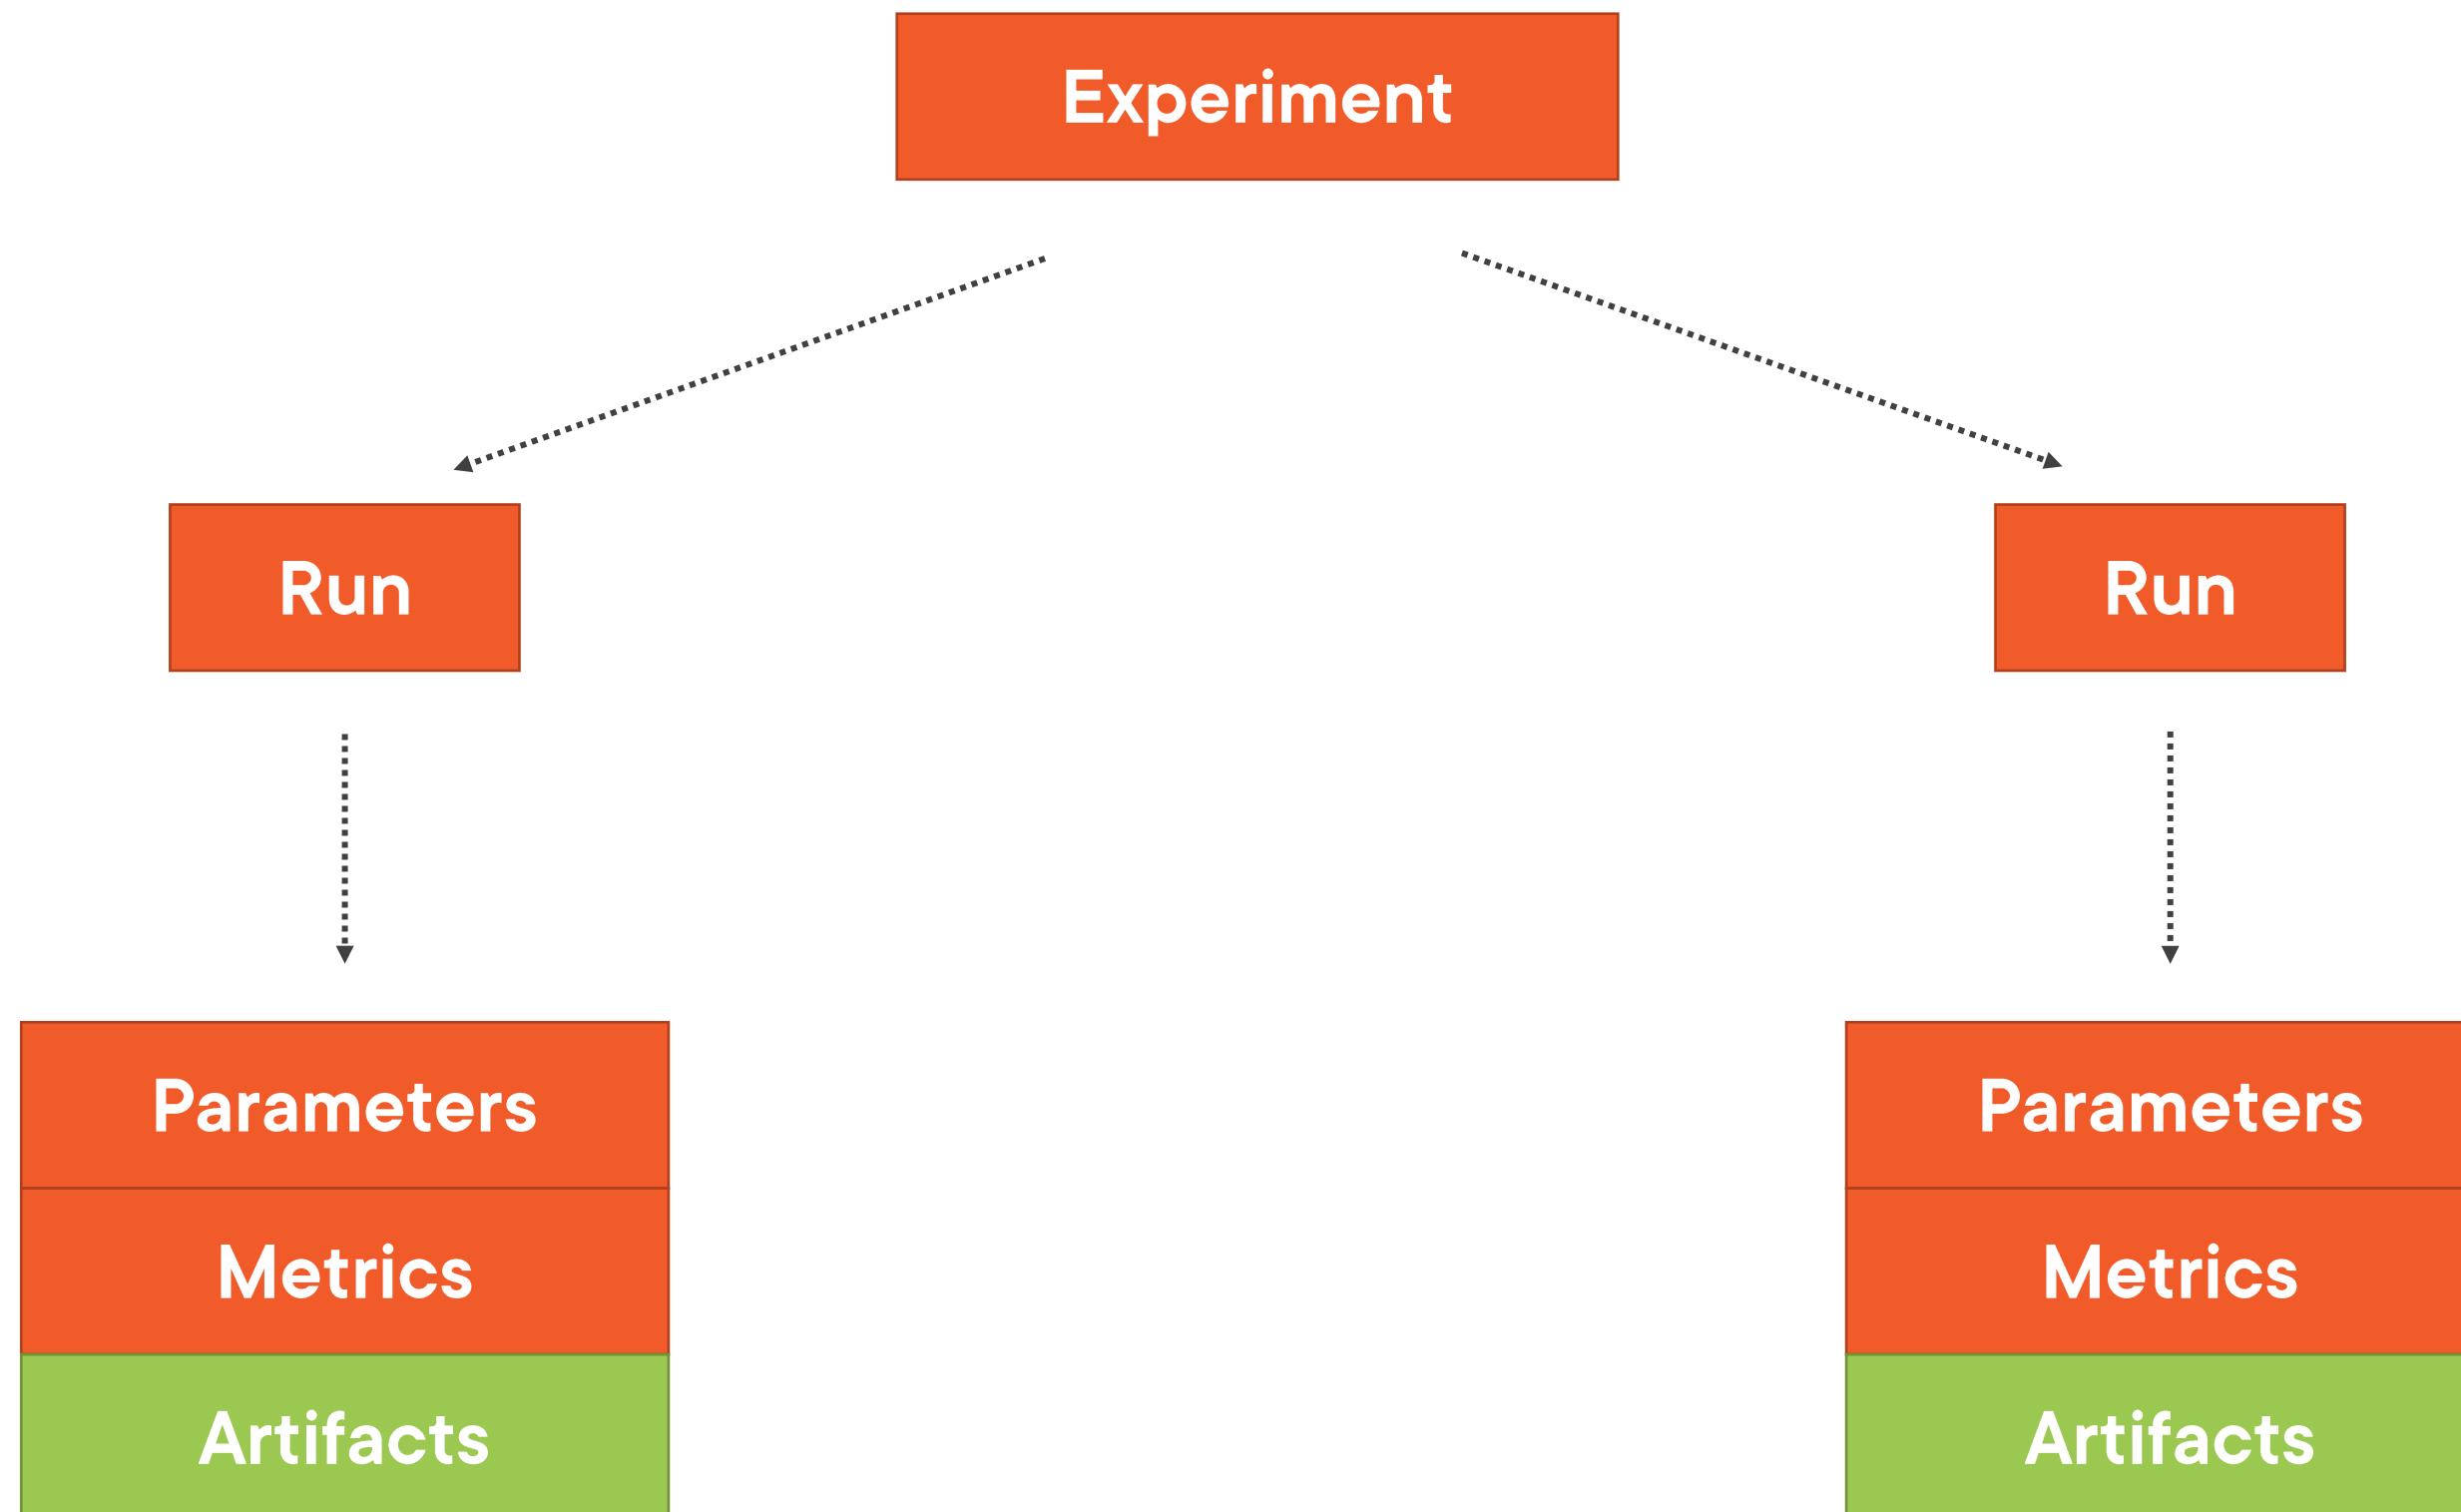 Experiment
Run
Run
Parameters
Parameters
Metrics
Metrics
Artifacts
Artifacts